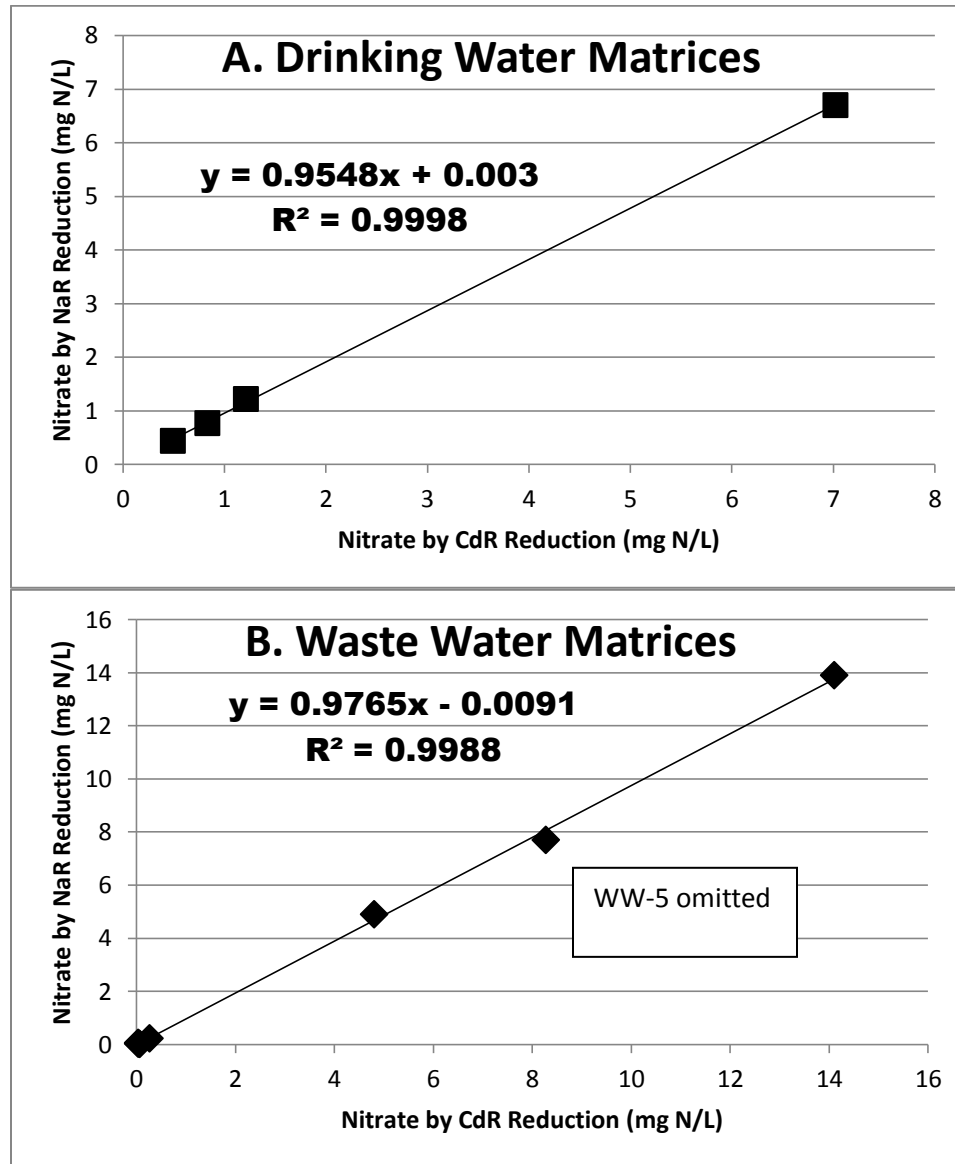 A. Drinking Water Matrices
y = 0.9548x + 0.003
R² = 0.9998
Nitrate by NaR Reduction (mg N/L)
8
7
6
5
4
3
2
1
0
0 1 2 3 4 5 6 7 8
Nitrate by CdR Reduction (mg N/L)
B. Waste Water Matrices
y = 0.9765x - 0.0091
R² = 0.9988
WW-5 omitted
Nitrate by NaR Reduction (mg N/L)
16
14
12
10
8
6
4
2
0
0 2 4 6 8 10 12 14 16
Nitrate by CdR Reduction (mg N/L)